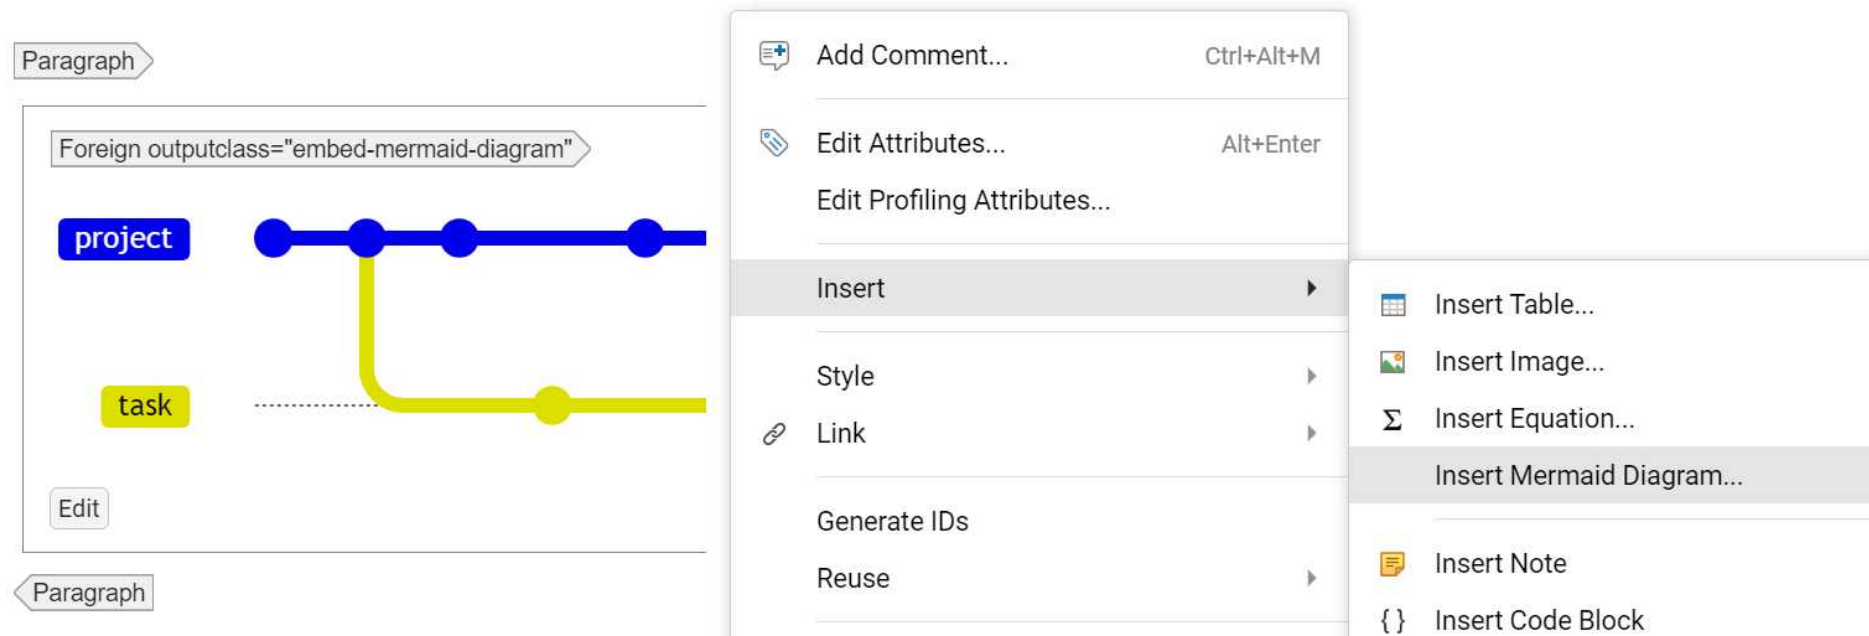 Paragraph
Foreign outputclass="embed-mermaid-diagram"
project
task
Edit
Paragraph
Add Comment... Ctrl+Alt+M
Edit Attributes... Alt+Enter
Edit Profiling Attributes...
Insert
Style
Link
Generate IDs
Reuse
Insert Table...
Insert Image...
Σ Insert Equation...
Insert Mermaid Diagram...
Insert Note
{ } Insert Code Block